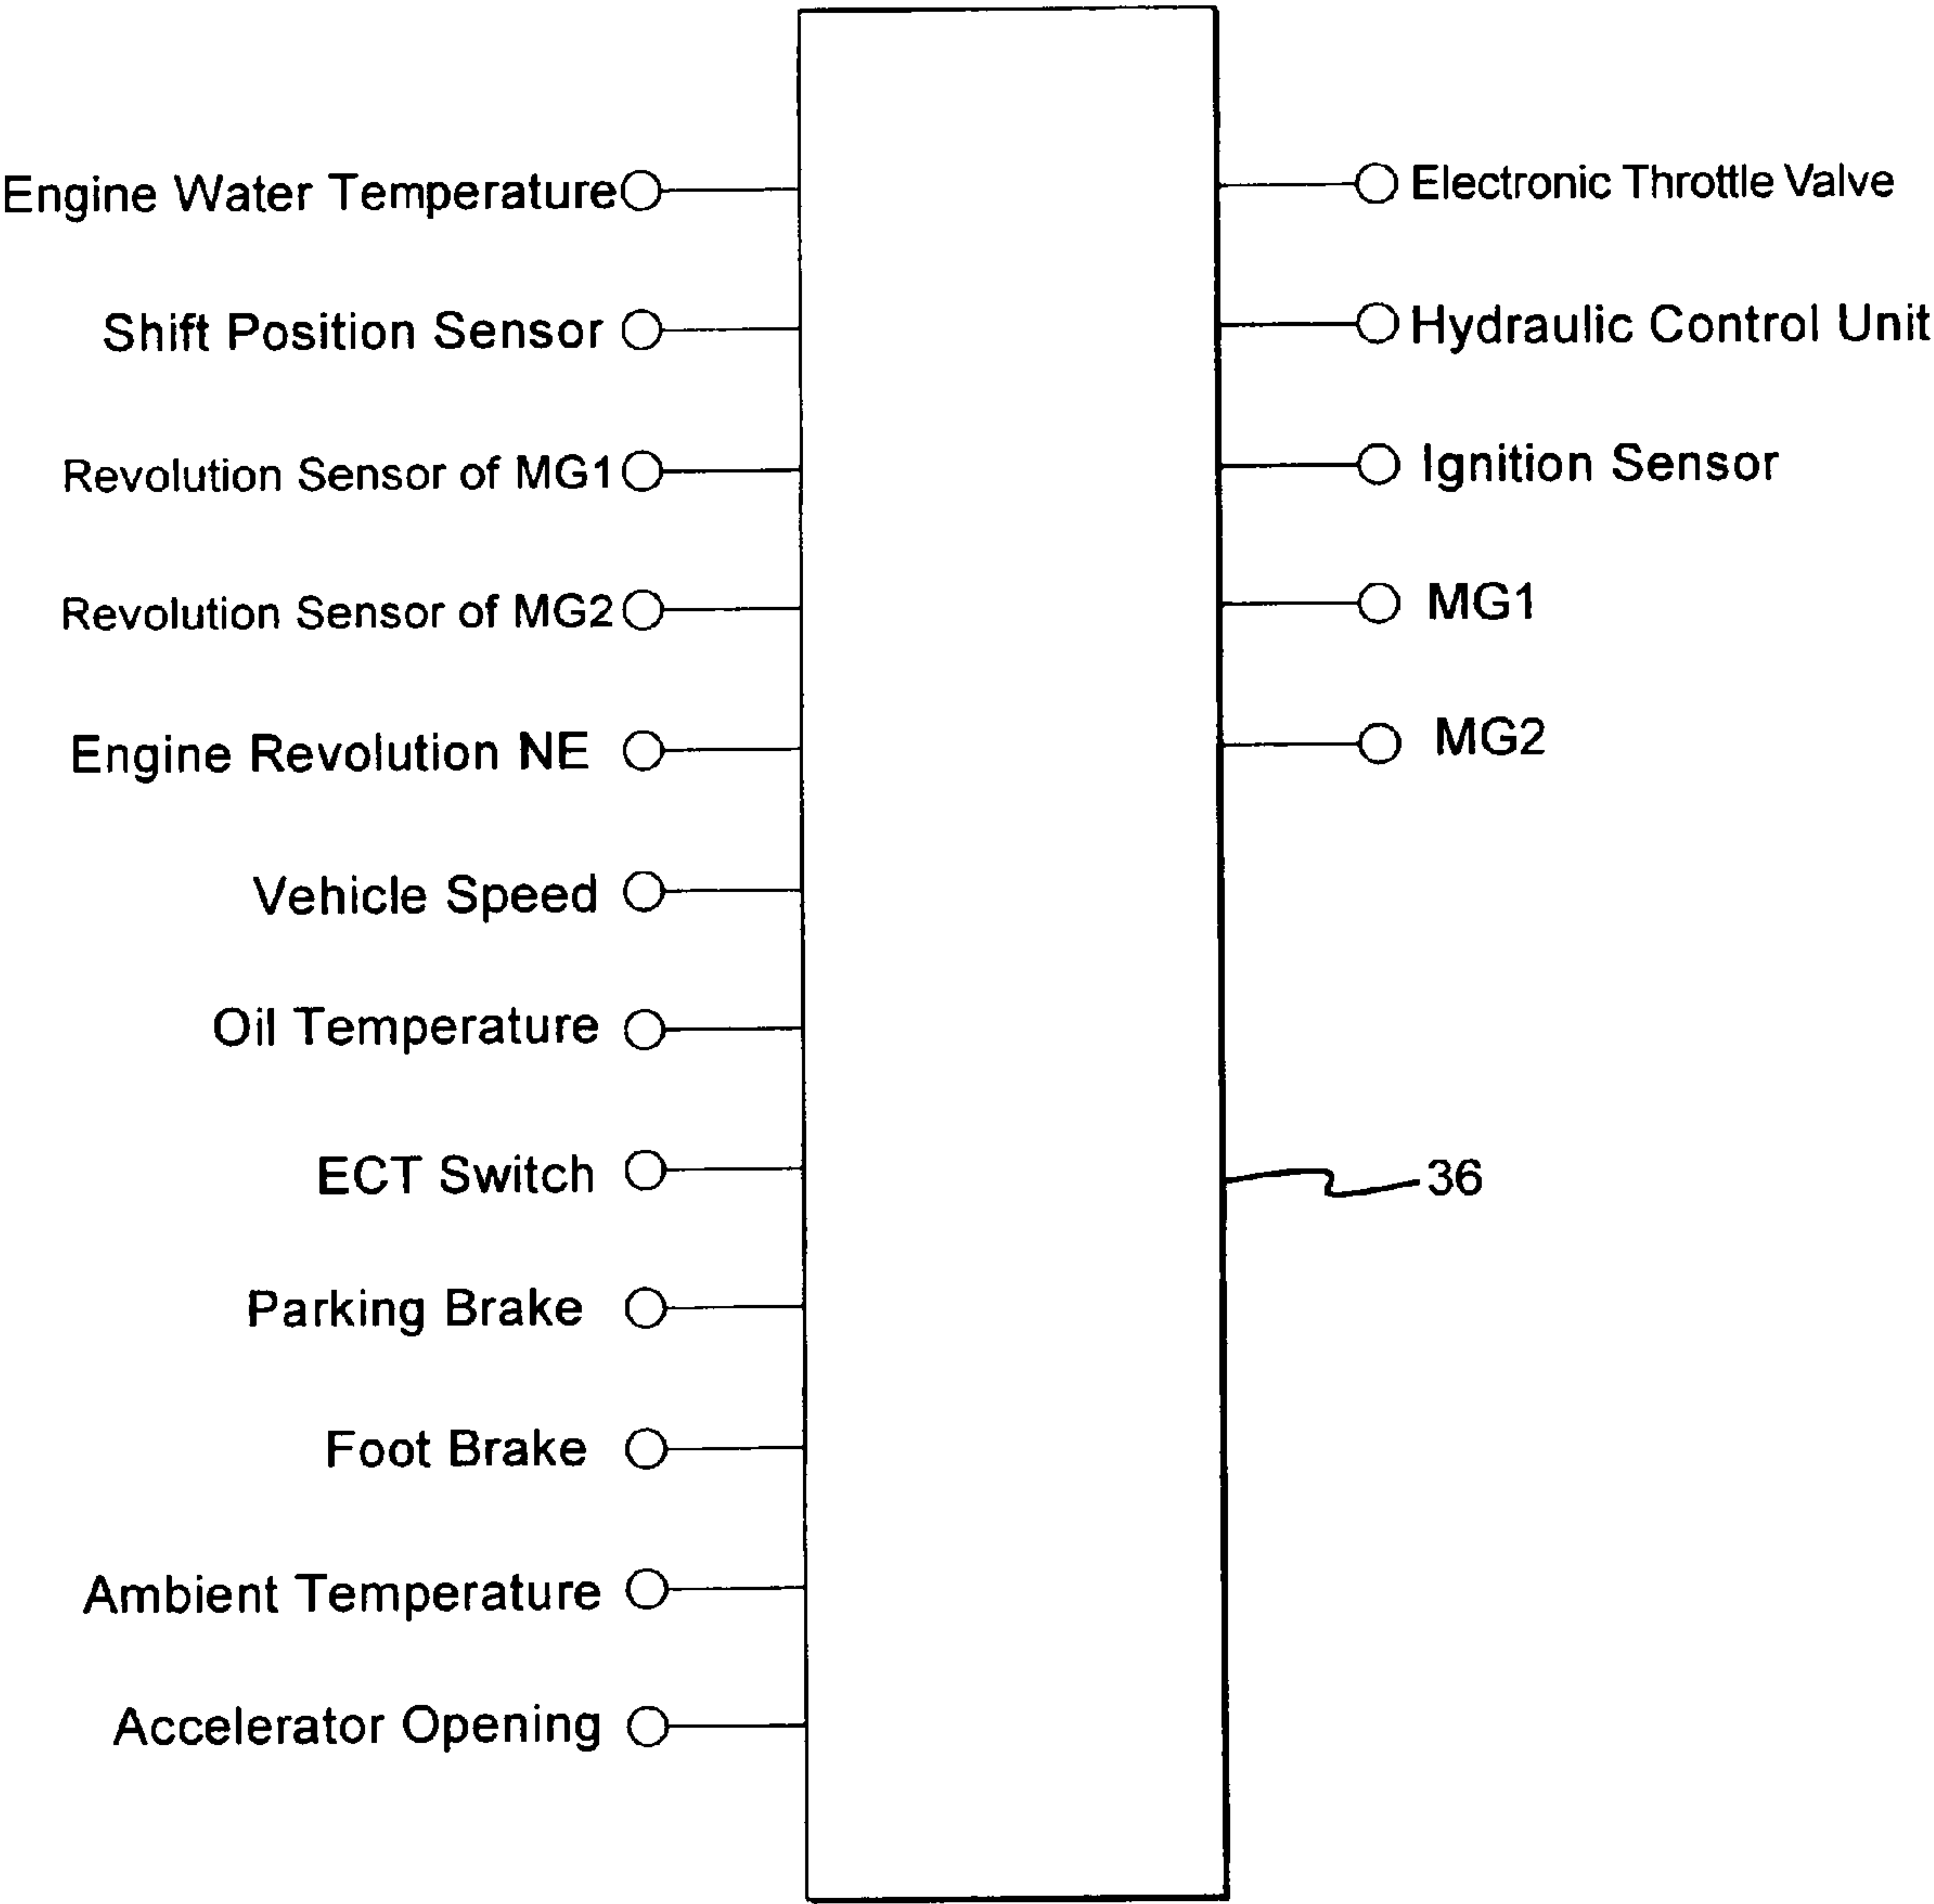 Engine Water Temperature
Shift Position Sensor
Revolution Sensor of MG1
Revolution Sensor of MG2
Engine Revolution NE
Vehicle Speed
Oil Temperature
ECT Switch
Parking Brake
Foot Brake
Ambient Temperature
Accelerator Opening
Electronic Throttle Valve
Hydraulic Control Unit
Ignition Sensor
MG1
MG2
36